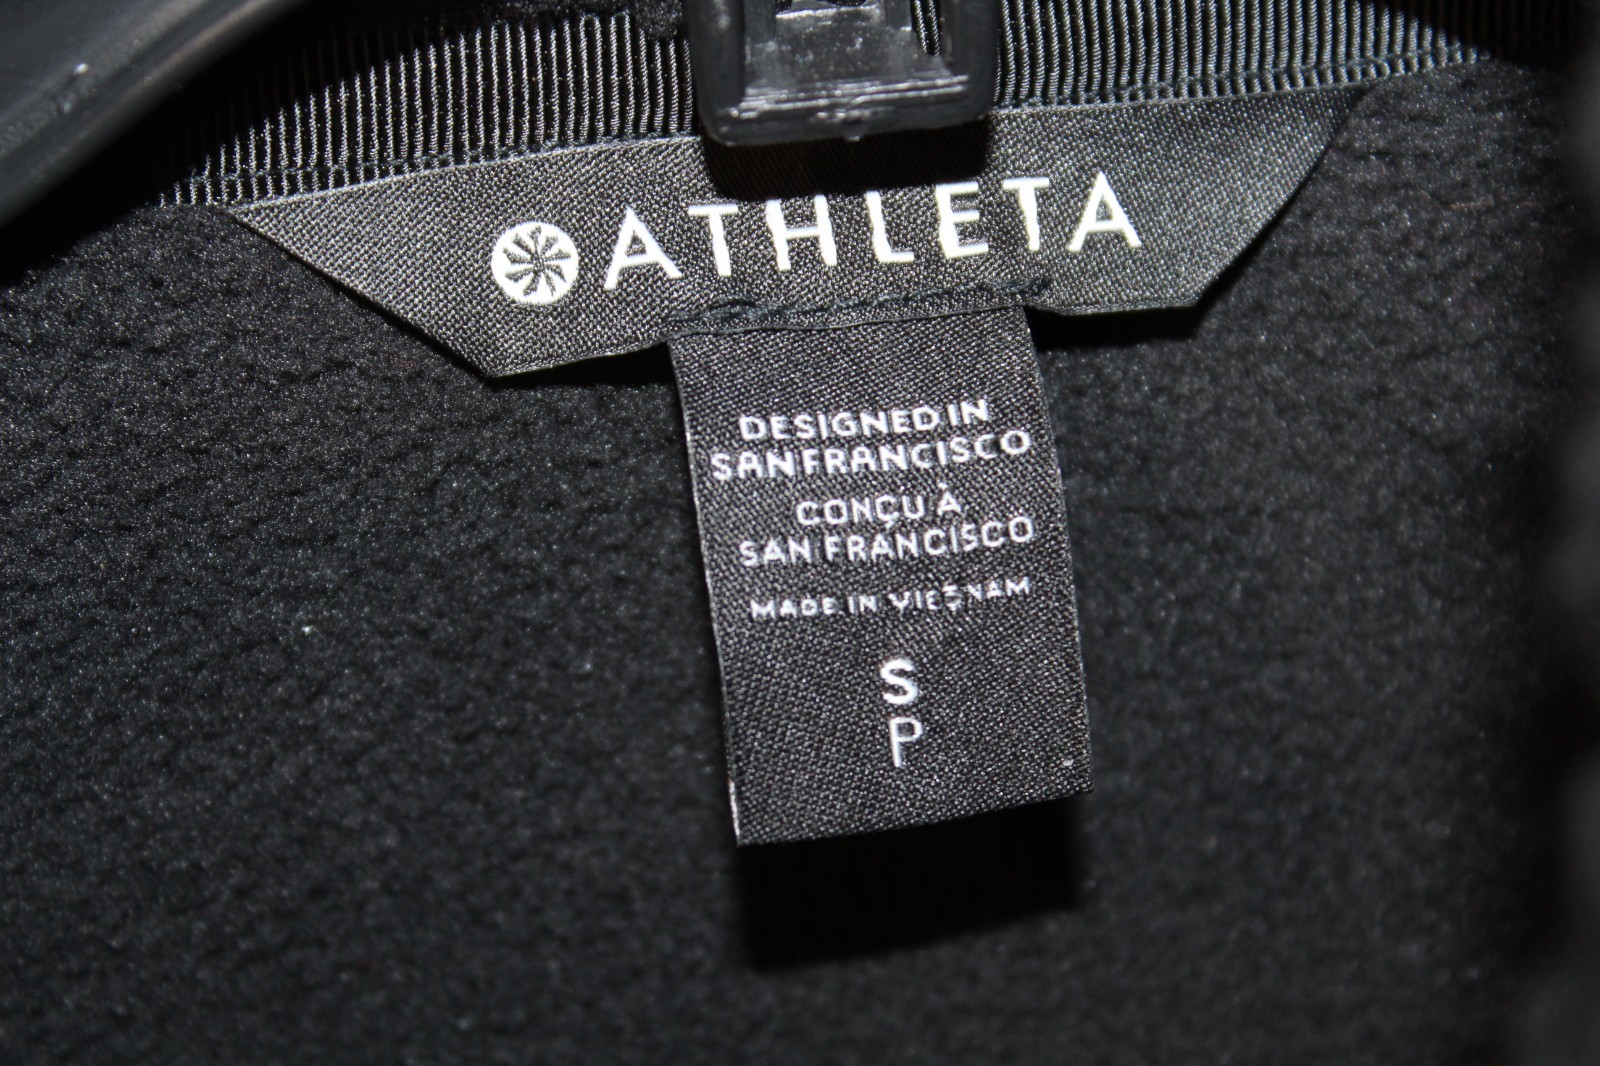 ATHLETA
DESIGNED IN
SAN FRANCISCO
CONÇU À
SAN FRANCISCO
MADE IN VIETNAM
S
P